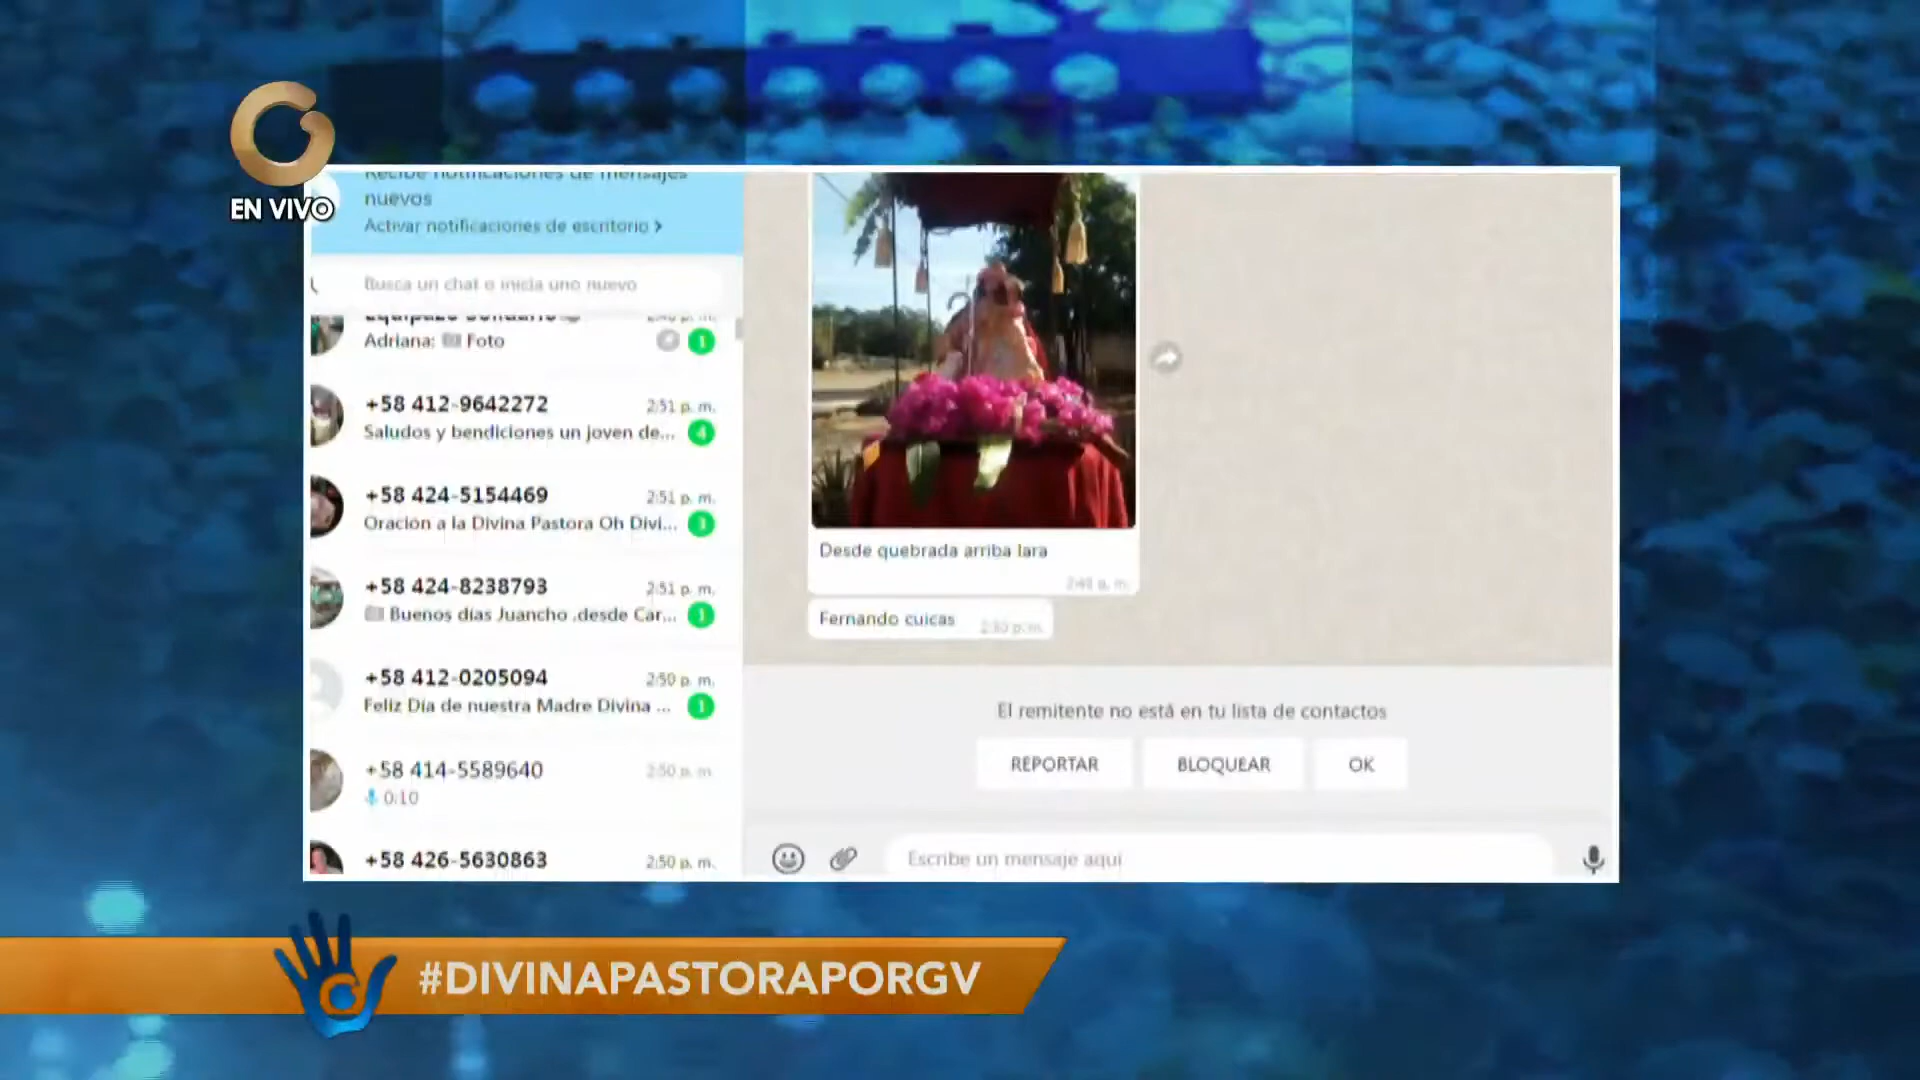 EN VIVO
Recibe notificaciones de mensajes
nuevos
Activar notificaciones de escritorio >
Busca un chat o inicia uno nuevo
Adriana: Foto
1
+58 412-9642272
2:51 p. m.
Saludos y bendiciones un joven de...
4
+58 424-5154469
2:51 p. m.
Oración a la Divina Pastora Oh Divi...
+58 424-8238793
2:51 p. m.
Buenos días Juancho .desde Car...
1
+58 412-0205094
2:50 p. m.
Feliz Día de nuestra Madre Divina ...
1
+58 414-5589640
2:50 p. m.
0:10
+58 426-5630863
2:50 p. m.
Desde quebrada arriba lara
Fernando cuicas
2:50 p. m.
El remitente no está en tu lista de contactos
REPORTAR
BLOQUEAR
OK
Escribe un mensaje aquí
#DIVINAPASTORAPORGV